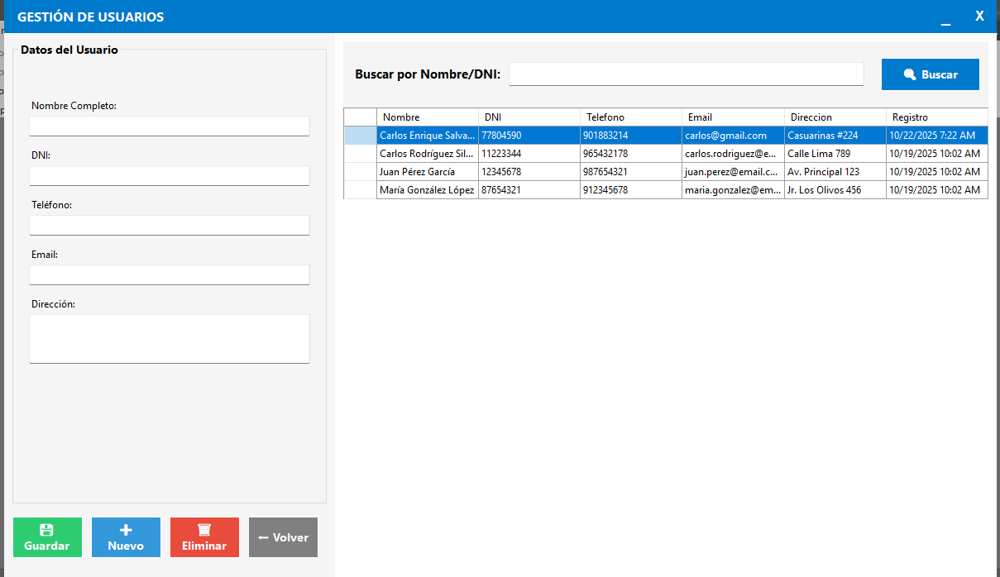 GESTIÓN DE USUARIOS
_ X
Datos del Usuario
Nombre Completo:
DNI:
Teléfono:
Email:
Dirección:
Guardar
Nuevo
Eliminar
← Volver
Buscar por Nombre/DNI:
Buscar
Nombre DNI Telefono Email Direccion Registro
Carlos Enrique Salva... 77804590 901883214 carlos@gmail.com Casuarinas #224 10/22/2025 7:22 AM
Carlos Rodríguez Sil... 11223344 965432178 carlos.rodriguez@e... Calle Lima 789 10/19/2025 10:02 AM
Juan Pérez García 12345678 987654321 juan.perez@email.c... Av. Principal 123 10/19/2025 10:02 AM
María González López 87654321 912345678 maria.gonzalez@em... Jr. Los Olivos 456 10/19/2025 10:02 AM